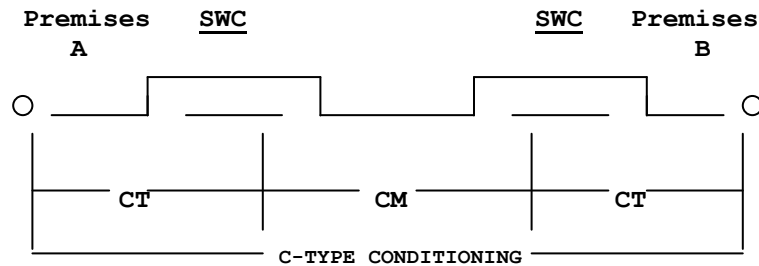 Premises SWC SWC Premises
A B
CT CM CT
C-TYPE CONDITIONING